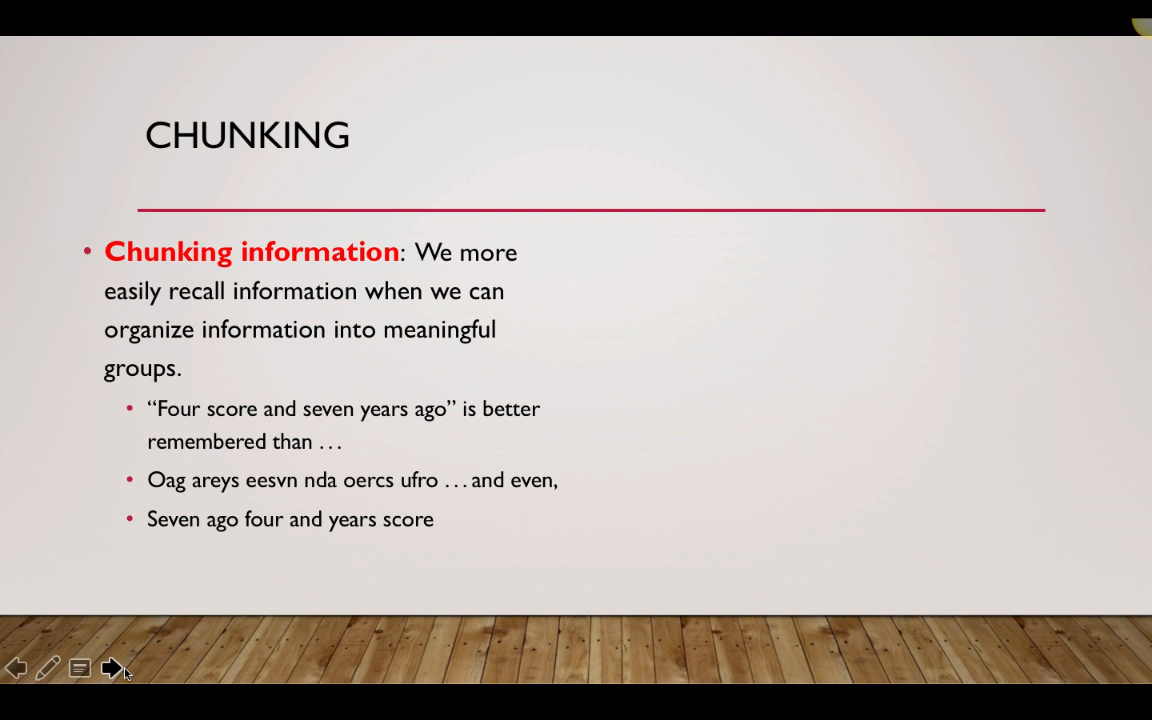 CHUNKING
• Chunking information: We more
easily recall information when we can
organize information into meaningful
groups.
• “Four score and seven years ago” is better
remembered than …
• Oag areys eesvn nda oercs ufro …and even,
• Seven ago four and years score